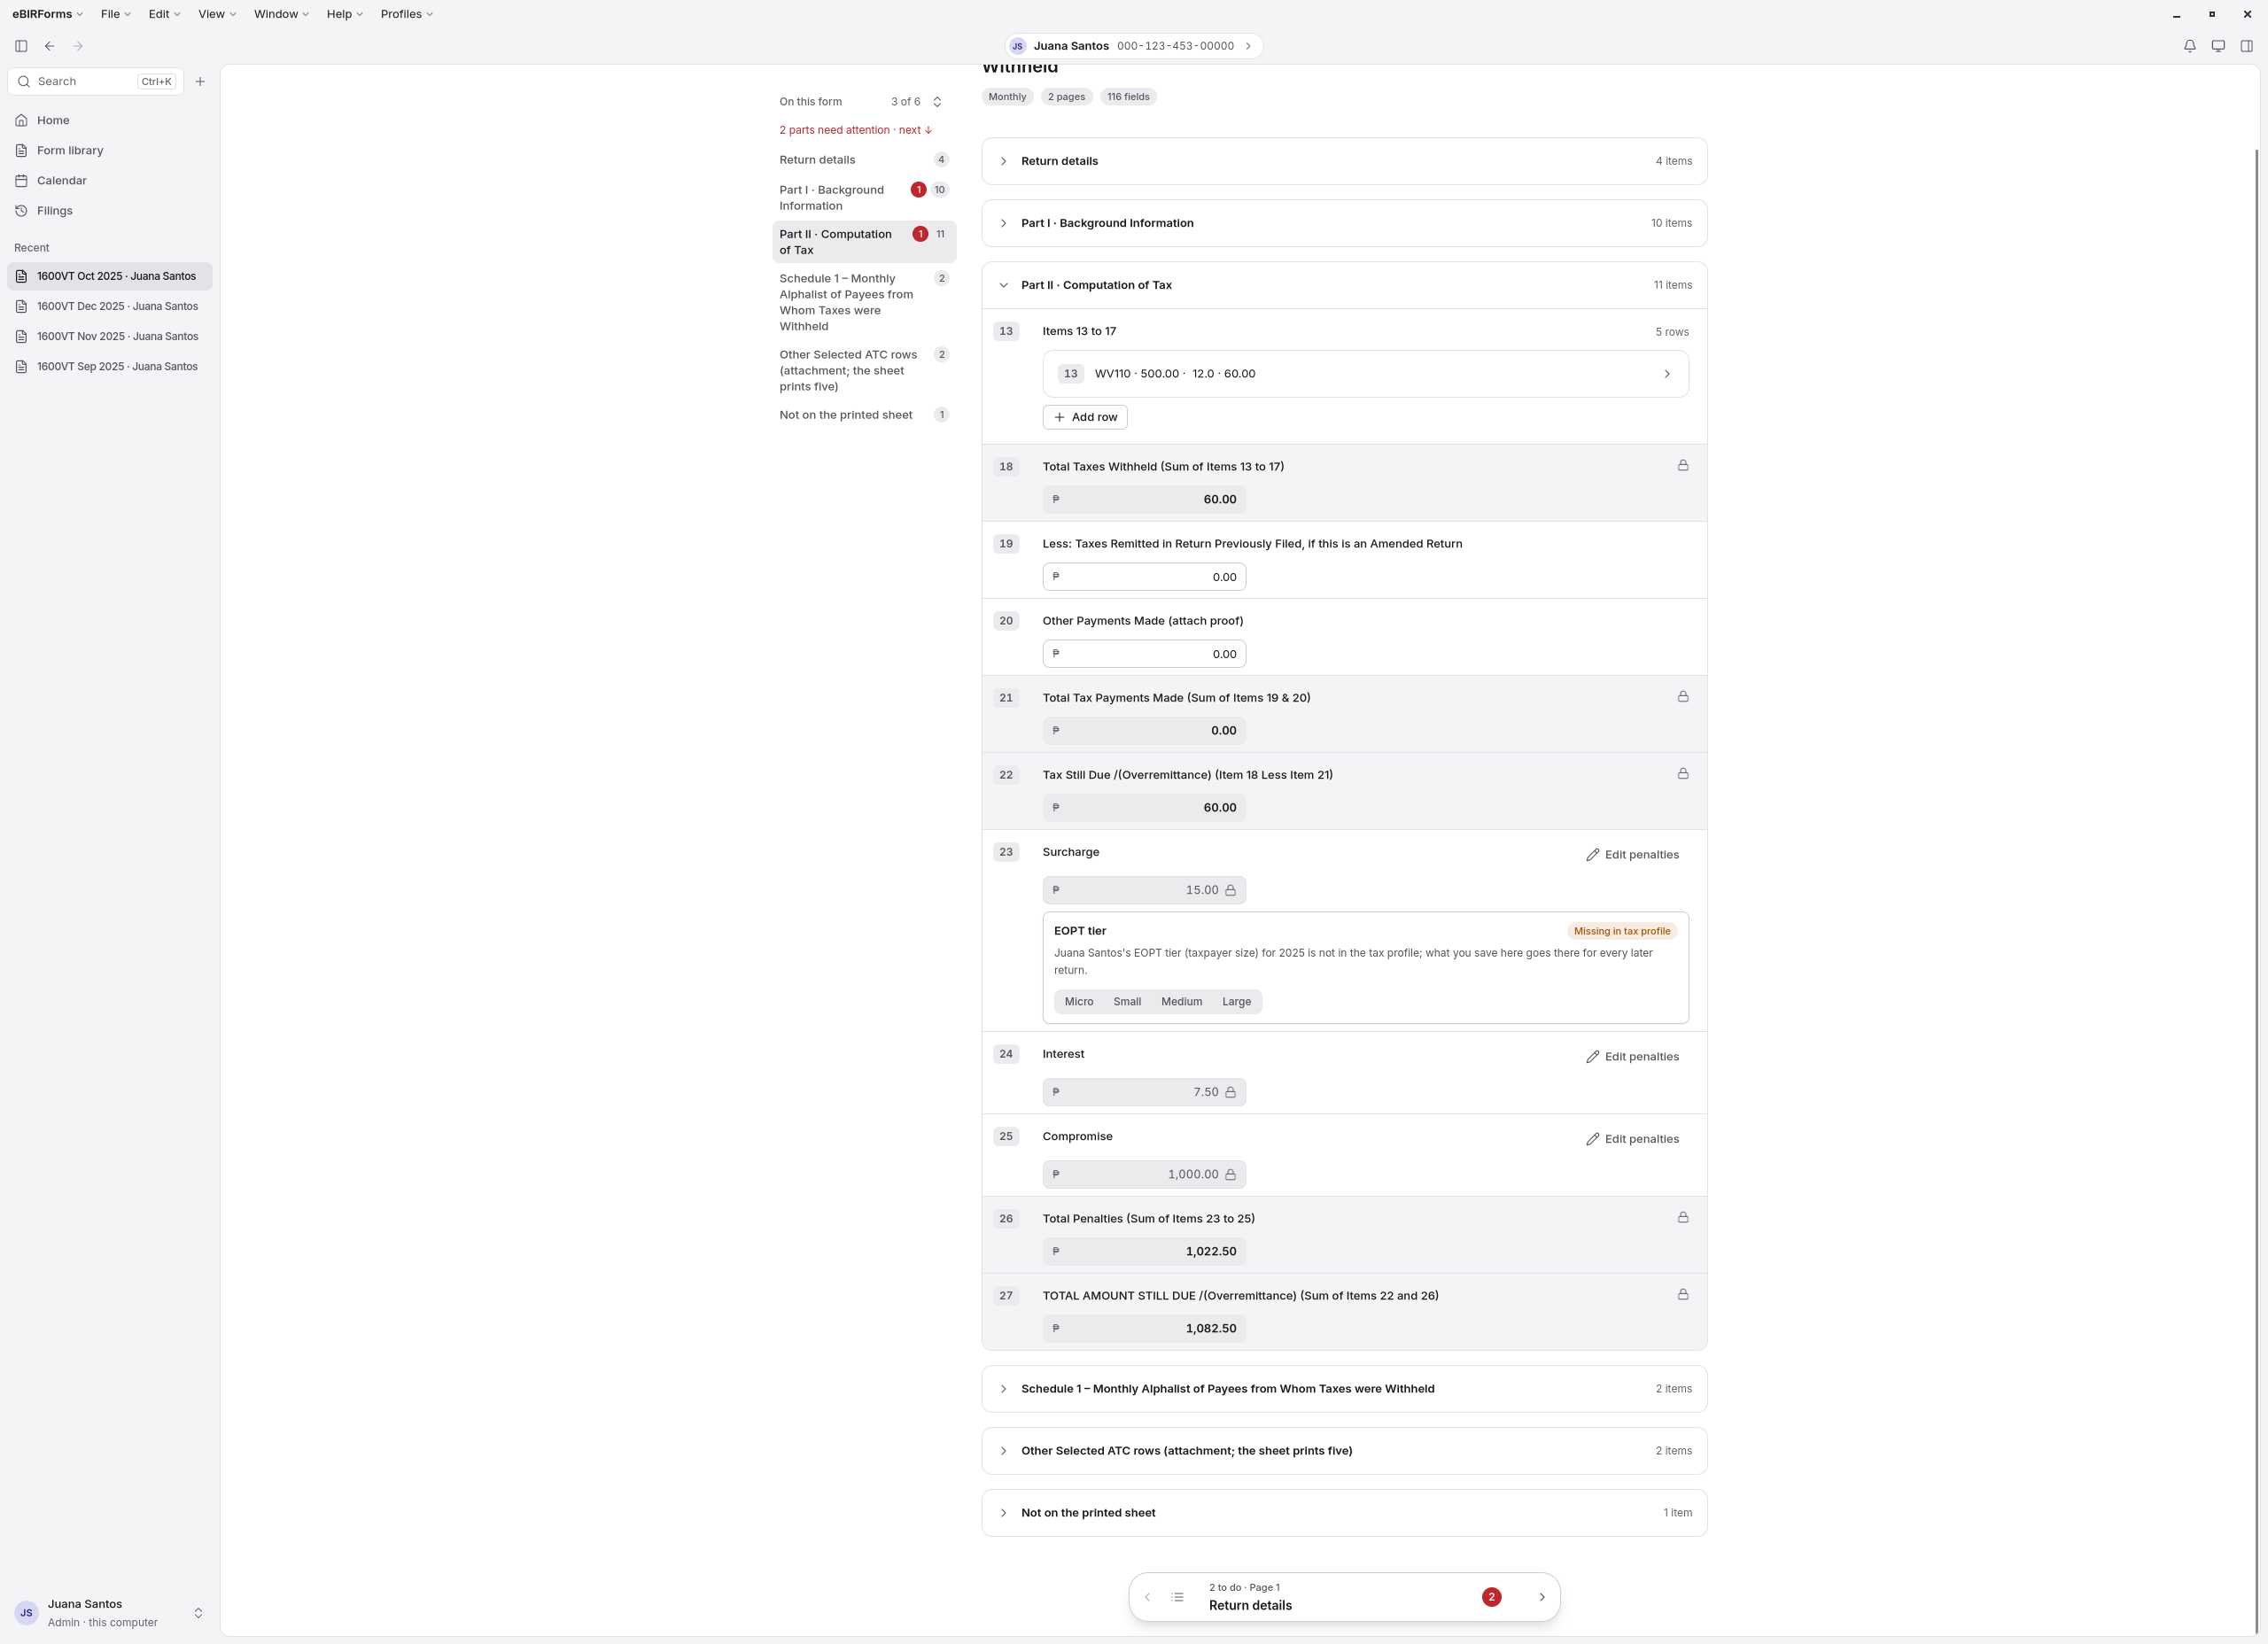 eBIRForms File Edit View Window Help Profiles
JS Juana Santos 000-123-453-00000
Search Ctrl+K
Home
Form library
Calendar
Filings
Recent
1600VT Oct 2025 · Juana Santos
1600VT Dec 2025 · Juana Santos
1600VT Nov 2025 · Juana Santos
1600VT Sep 2025 · Juana Santos
JS Juana Santos
Admin · this computer
On this form 3 of 6
2 parts need attention · next ↓
Return details 4
Part I · Background 1 10
Information
Part II · Computation 1 11
of Tax
Schedule 1 – Monthly 2
Alphalist of Payees from
Whom Taxes were
Withheld
Other Selected ATC rows 2
(attachment; the sheet
prints five)
Not on the printed sheet 1
Withheld
Monthly 2 pages 116 fields
Return details 4 items
Part I · Background Information 10 items
Part II · Computation of Tax 11 items
13 Items 13 to 17 5 rows
13 WV110 · 500.00 · 12.0 · 60.00
Add row
18 Total Taxes Withheld (Sum of Items 13 to 17)
₱ 60.00
19 Less: Taxes Remitted in Return Previously Filed, if this is an Amended Return
₱ 0.00
20 Other Payments Made (attach proof)
₱ 0.00
21 Total Tax Payments Made (Sum of Items 19 & 20)
₱ 0.00
22 Tax Still Due /(Overremittance) (Item 18 Less Item 21)
₱ 60.00
23 Surcharge Edit penalties
₱ 15.00
EOPT tier Missing in tax profile
Juana Santos's EOPT tier (taxpayer size) for 2025 is not in the tax profile; what you save here goes there for every later
return.
Micro Small Medium Large
24 Interest Edit penalties
₱ 7.50
25 Compromise Edit penalties
₱ 1,000.00
26 Total Penalties (Sum of Items 23 to 25)
₱ 1,022.50
27 TOTAL AMOUNT STILL DUE /(Overremittance) (Sum of Items 22 and 26)
₱ 1,082.50
Schedule 1 – Monthly Alphalist of Payees from Whom Taxes were Withheld 2 items
Other Selected ATC rows (attachment; the sheet prints five) 2 items
Not on the printed sheet 1 item
2 to do · Page 1
Return details 2